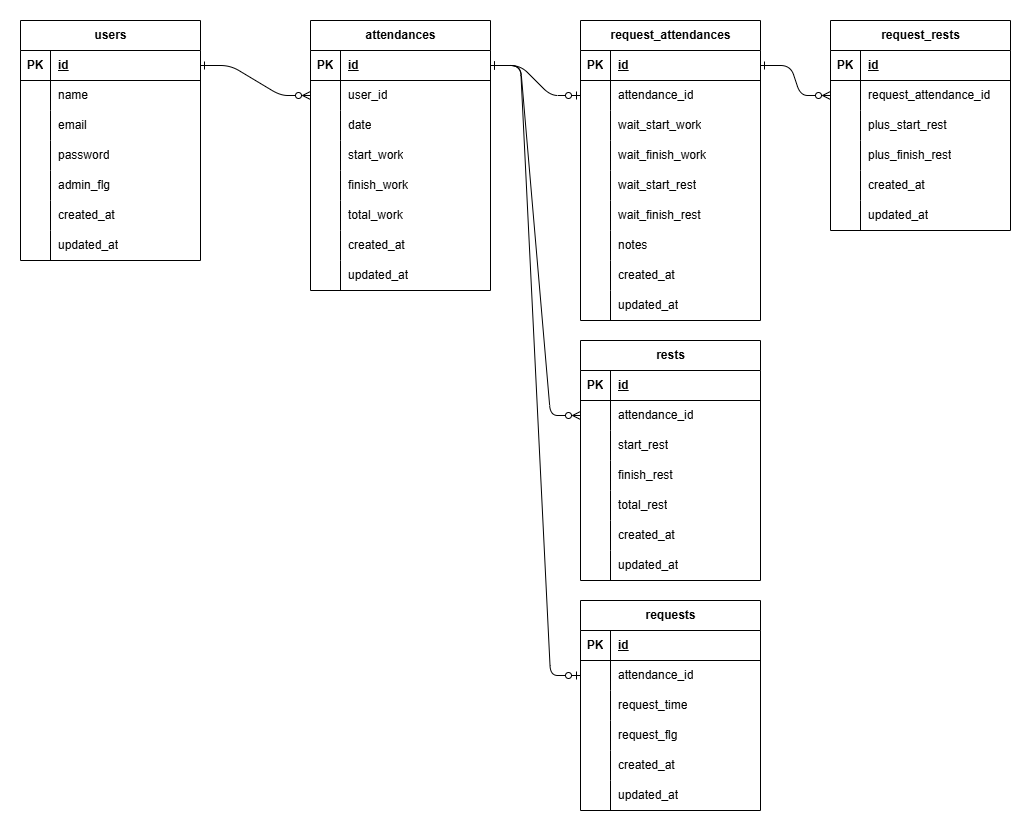 users
PK id
name
email
password
admin_flg
created_at
updated_at
attendances
PK id
user_id
date
start_work
finish_work
total_work
created_at
updated_at
request_attendances
PK id
attendance_id
wait_start_work
wait_finish_work
wait_start_rest
wait_finish_rest
notes
created_at
updated_at
request_rests
PK id
request_attendance_id
plus_start_rest
plus_finish_rest
created_at
updated_at
rests
PK id
attendance_id
start_rest
finish_rest
total_rest
created_at
updated_at
requests
PK id
attendance_id
request_time
request_flg
created_at
updated_at